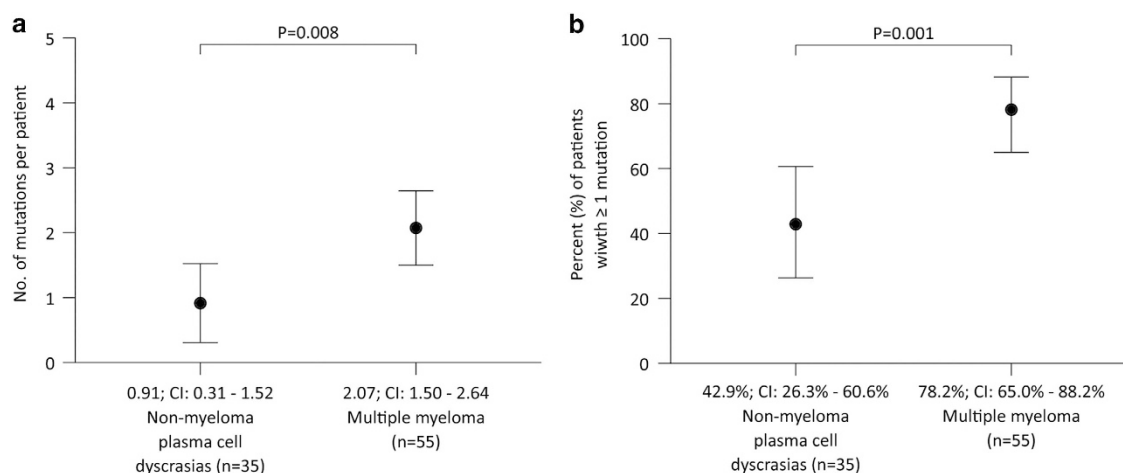 a
P=0.008
5
4
3
2
1
0
No. of mutations per patient
0.91; CI: 0.31 - 1.52
Non-myeloma
plasma cell
dyscrasias (n=35)
2.07; CI: 1.50 - 2.64
Multiple myeloma
(n=55)
b
P=0.001
100
80
60
40
20
0
Percent (%) of patients
wiwth ≥ 1 mutation
42.9%; CI: 26.3% - 60.6%
Non-myeloma
plasma cell
dyscrasias (n=35)
78.2%; CI: 65.0% - 88.2%
Multiple myeloma
(n=55)